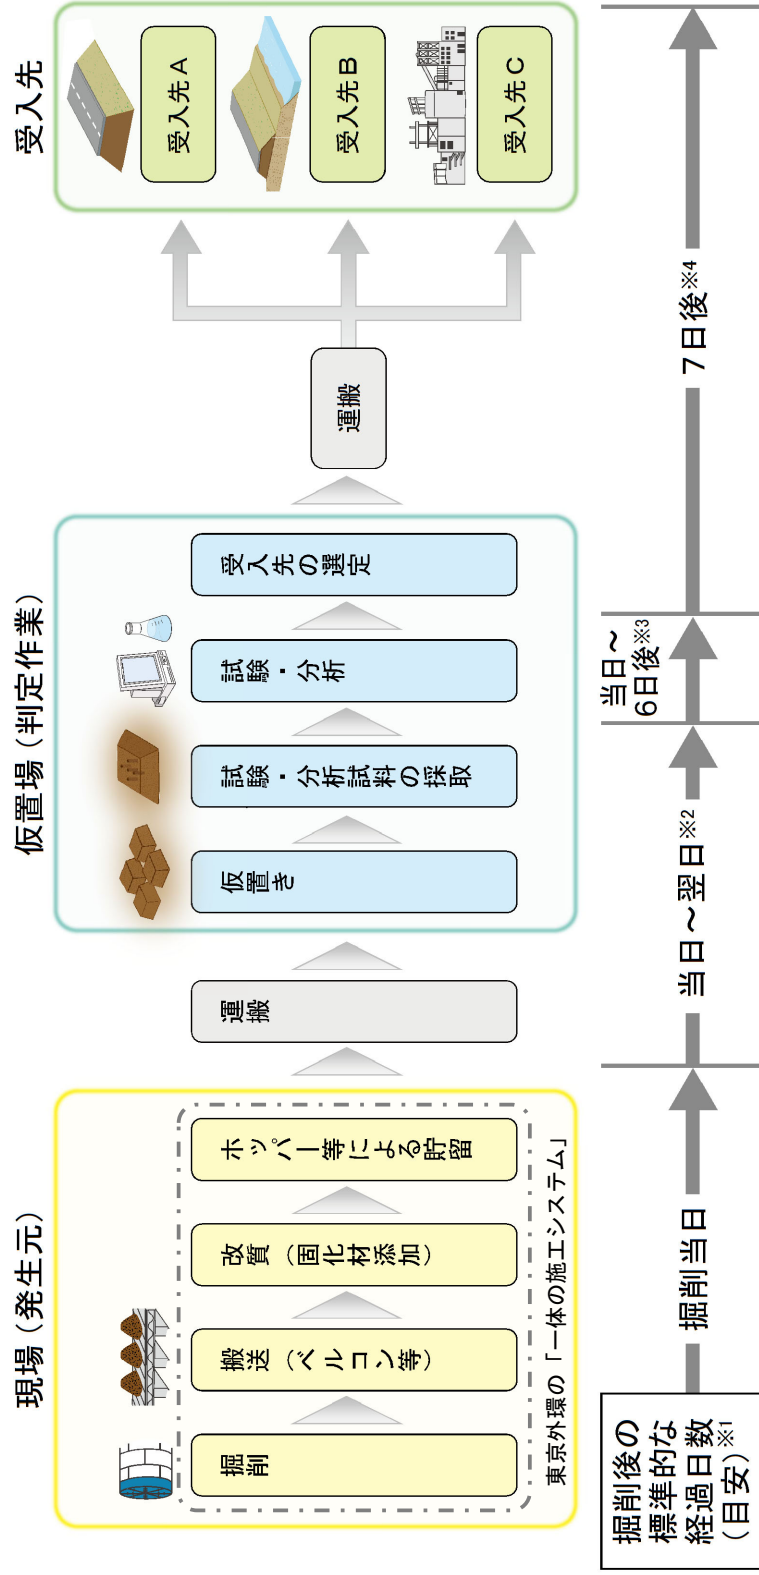 現場（発生元）
掘削
搬送（ベルコン等）
改質（固化材添加）
ホッパー等による貯留
東京外環の「一体の施工システム」
運搬
仮置場（判定作業）
仮置き
試験・分析試料の採取
試験・分析
受入先の選定
運搬
受入先
受入先A
受入先B
受入先C
掘削後の
標準的な
経過日数
（目安）※1
掘削当日
当日～翌日※2
当日～
6日後※3
7日後※4